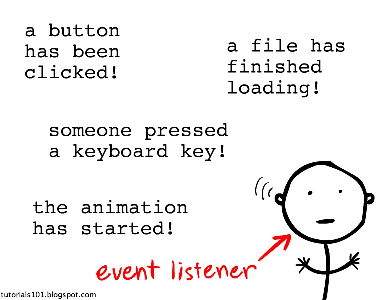 a button
has been
clicked!
a file has
finished
loading!
someone pressed
a keyboard key!
the animation
has started!
event listener
tutorials101.blogspot.com